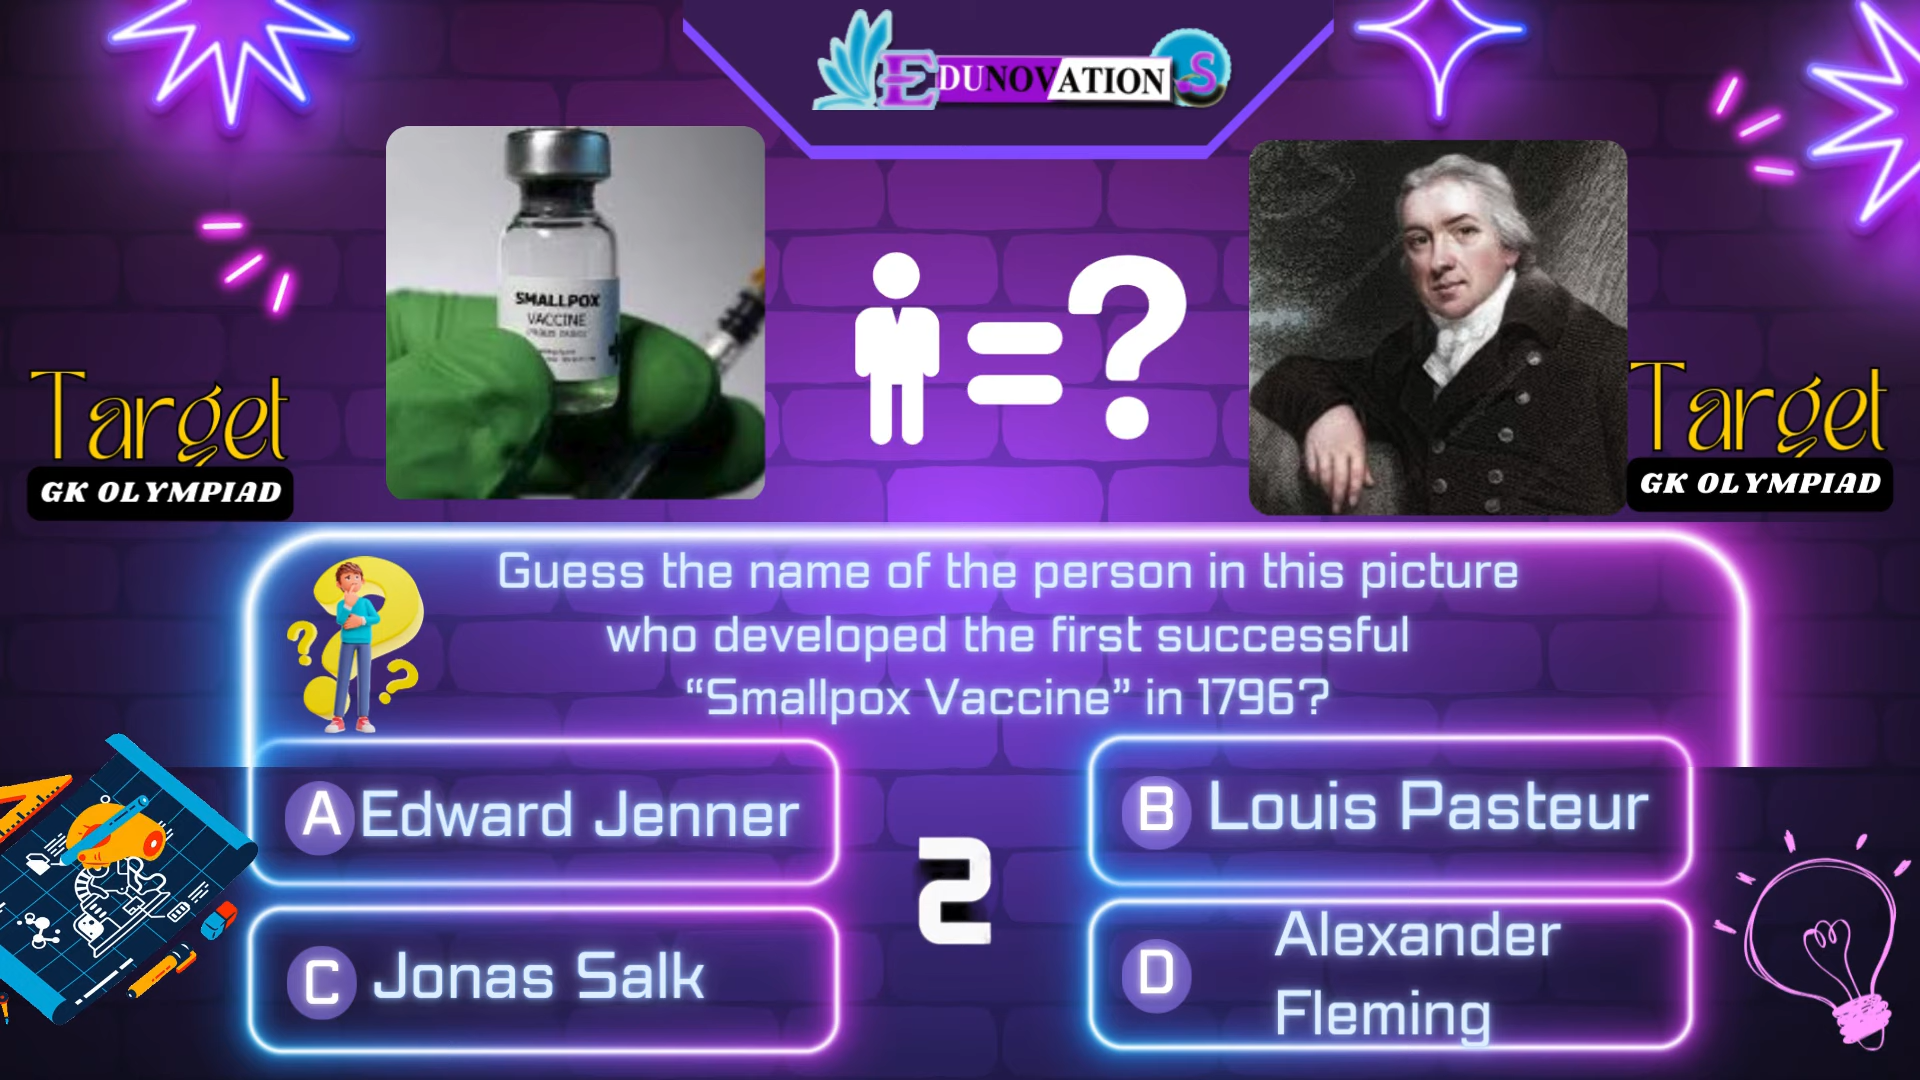 EDUNOVATION S
SMALLPOX
VACCINE
Target
GK OLYMPIAD
Target
GK OLYMPIAD
Guess the name of the person in this picture
who developed the first successful
“Smallpox Vaccine” in 1796?
A Edward Jenner
B Louis Pasteur
2
C Jonas Salk
D Alexander
Fleming